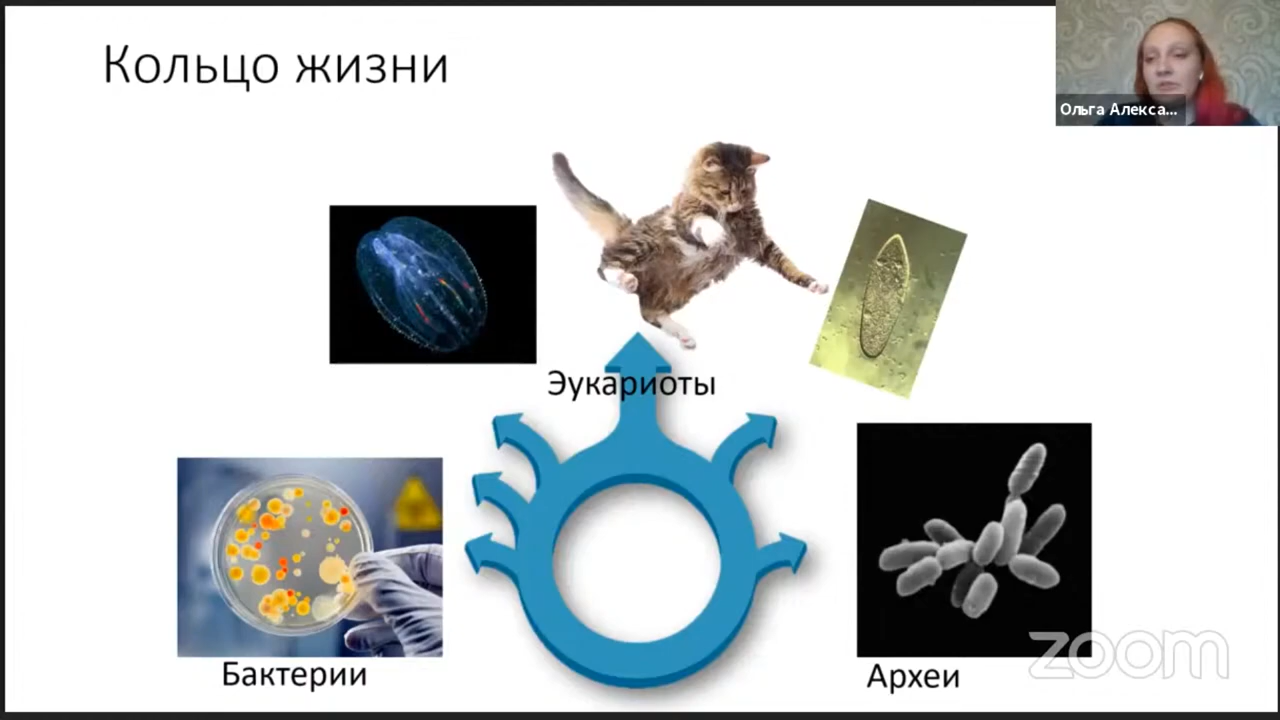 Кольцо жизни
Ольга Алекса...
Эукариоты
Бактерии
Археи
zoom